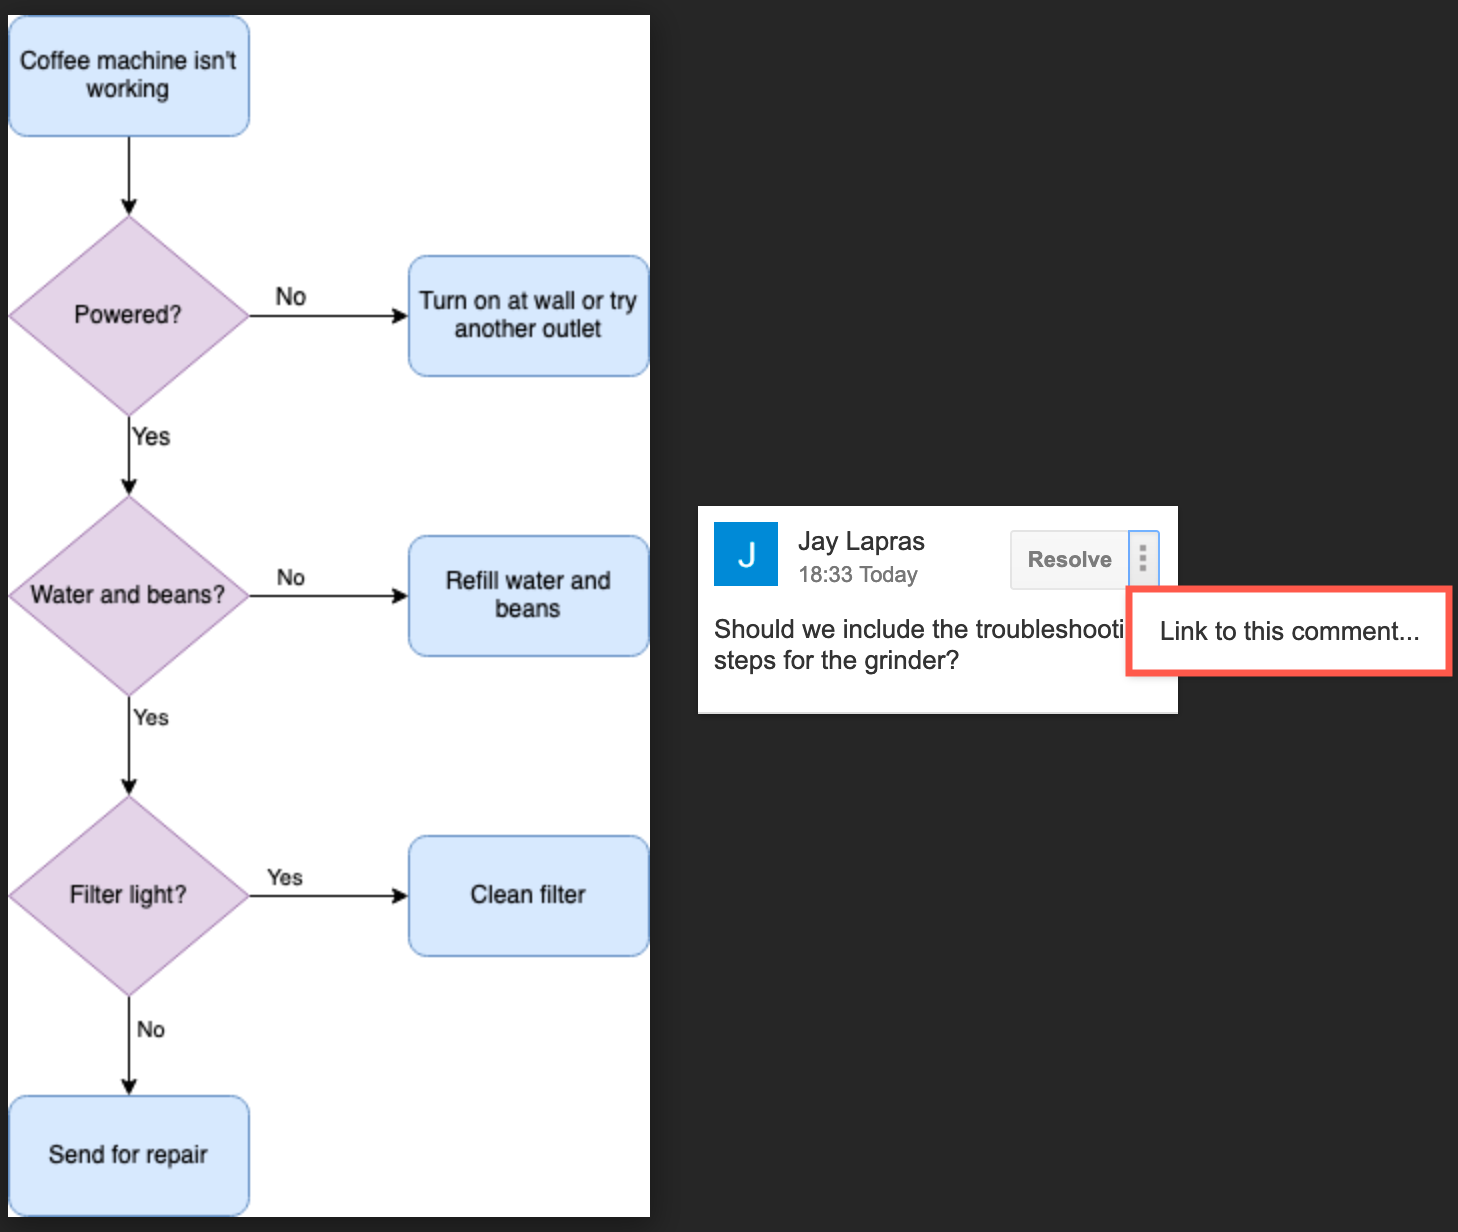 Coffee machine isn't
working
Powered?
No
Turn on at wall or try
another outlet
Yes
Water and beans?
No
Refill water and
beans
Yes
Filter light?
Yes
Clean filter
No
Send for repair
J
Jay Lapras
18:33 Today
Resolve
Link to this comment...
Should we include the troubleshooti
steps for the grinder?